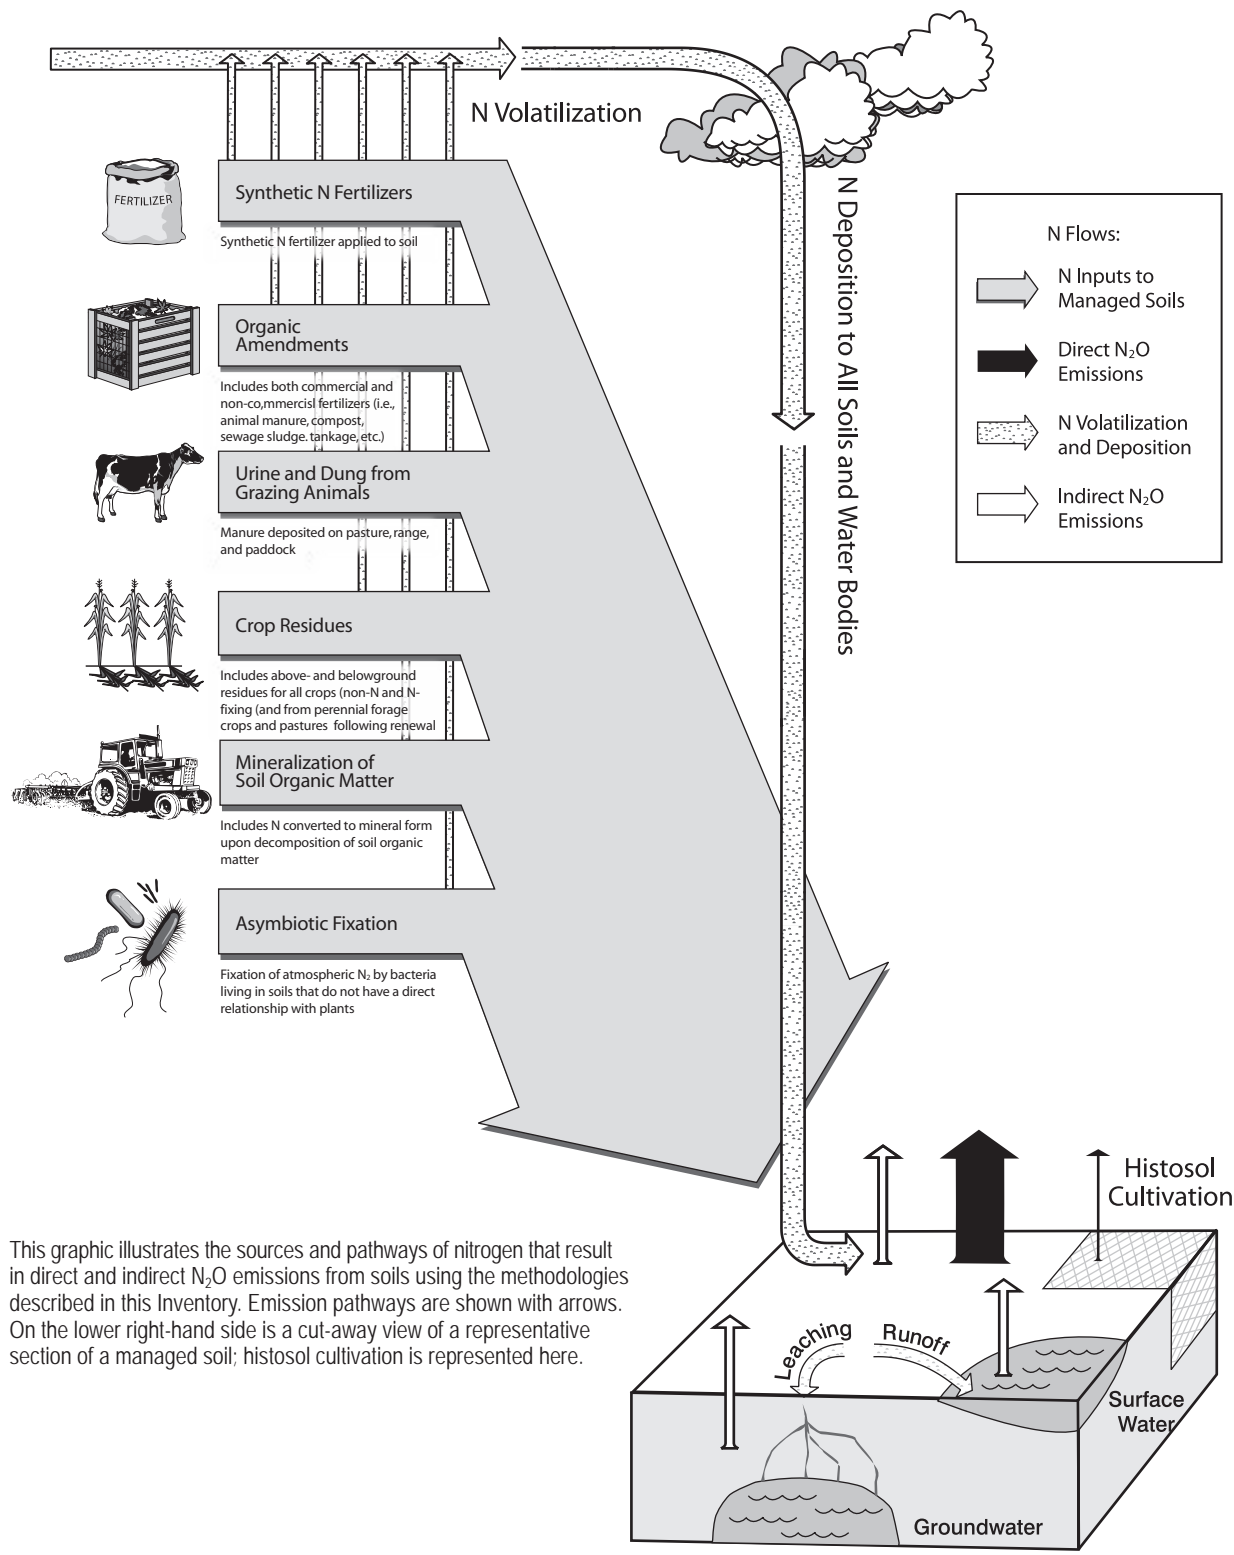 N Volatilization
FERTILIZER
Synthetic N Fertilizers
Synthetic N fertilizer applied to soil
Organic
Amendments
Includes both commercial and
non-co,mmercisl fertilizers (i.e.,
animal manure, compost,
sewage sludge. tankage, etc.)
Urine and Dung from
Grazing Animals
Manure deposited on pasture, range,
and paddock
Crop Residues
Includes above- and belowground
residues for all crops (non-N and N-
fixing (and from perennial forage
crops and pastures following renewal
Mineralization of
Soil Organic Matter
Includes N converted to mineral form
upon decomposition of soil organic
matter
Asymbiotic Fixation
Fixation of atmospheric N₂ by bacteria
living in soils that do not have a direct
relationship with plants
N Deposition to All Soils and Water Bodies
N Flows:
N Inputs to
Managed Soils
Direct N₂O
Emissions
N Volatilization
and Deposition
Indirect N₂O
Emissions
Histosol
Cultivation
This graphic illustrates the sources and pathways of nitrogen that result
in direct and indirect N₂O emissions from soils using the methodologies
described in this Inventory. Emission pathways are shown with arrows.
On the lower right-hand side is a cut-away view of a representative
section of a managed soil; histosol cultivation is represented here.
Leaching
Runoff
Surface
Water
Groundwater